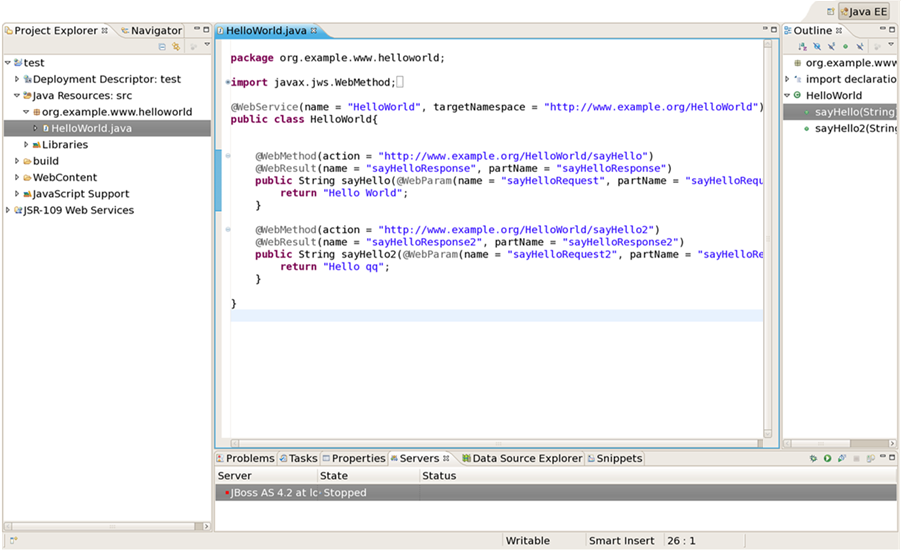 Java EE
Project Explorer
Navigator
test
Deployment Descriptor: test
Java Resources: src
org.example.www.helloworld
HelloWorld.java
Libraries
build
WebContent
JavaScript Support
JSR-109 Web Services
HelloWorld.java
package org.example.www.helloworld;
import javax.jws.WebMethod;
@WebService(name = "HelloWorld", targetNamespace = "http://www.example.org/HelloWorld")
public class HelloWorld{
@WebMethod(action = "http://www.example.org/HelloWorld/sayHello")
@WebResult(name = "sayHelloResponse", partName = "sayHelloResponse")
public String sayHello(@WebParam(name = "sayHelloRequest", partName = "sayHelloRequ
return "Hello World";
}
@WebMethod(action = "http://www.example.org/HelloWorld/sayHello2")
@WebResult(name = "sayHelloResponse2", partName = "sayHelloResponse2")
public String sayHello2(@WebParam(name = "sayHelloRequest2", partName = "sayHelloRe
return "Hello qq";
}
}
Outline
org.example.www
import declaratio
HelloWorld
sayHello(String
sayHello2(String
Problems
Tasks
Properties
Servers
Data Source Explorer
Snippets
Server State Status
JBoss AS 4.2 at lc Stopped
Writable Smart Insert 26 : 1